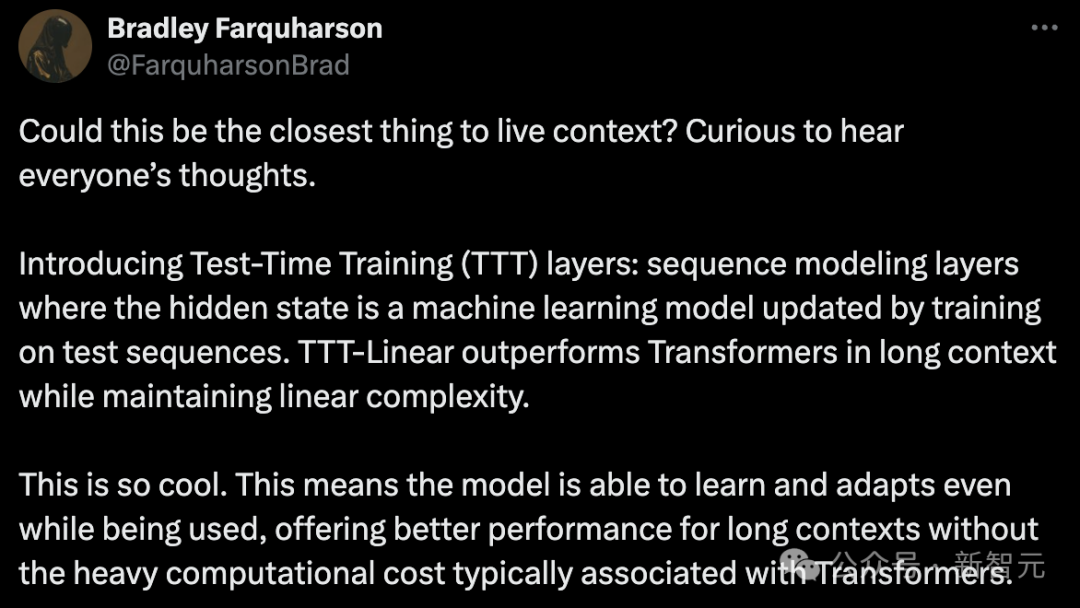 Bradley Farquharson
@FarquharsonBrad
Could this be the closest thing to live context? Curious to hear
everyone’s thoughts.
Introducing Test-Time Training (TTT) layers: sequence modeling layers
where the hidden state is a machine learning model updated by training
on test sequences. TTT-Linear outperforms Transformers in long context
while maintaining linear complexity.
This is so cool. This means the model is able to learn and adapts even
while being used, offering better performance for long contexts without
the heavy computational cost typically associated with Transformers.
公众号 · 新智元